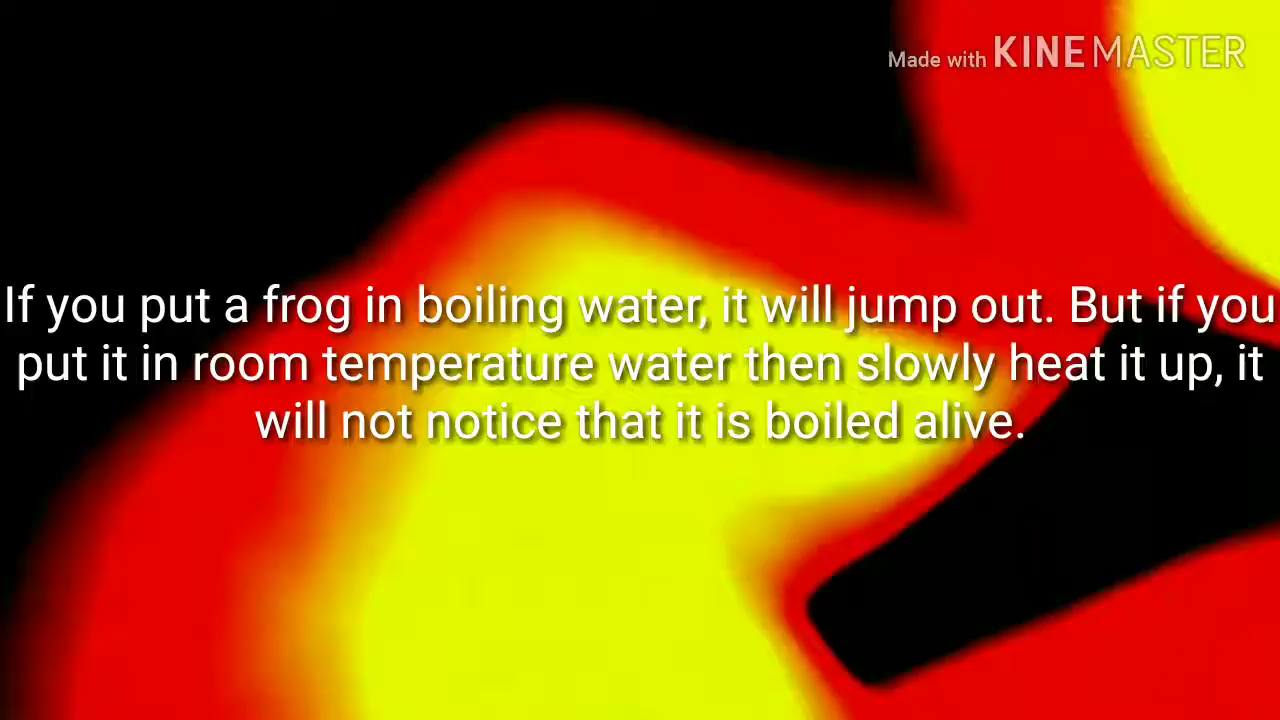 Made with KINEMASTER
If you put a frog in boiling water, it will jump out. But if you
put it in room temperature water then slowly heat it up, it
will not notice that it is boiled alive.